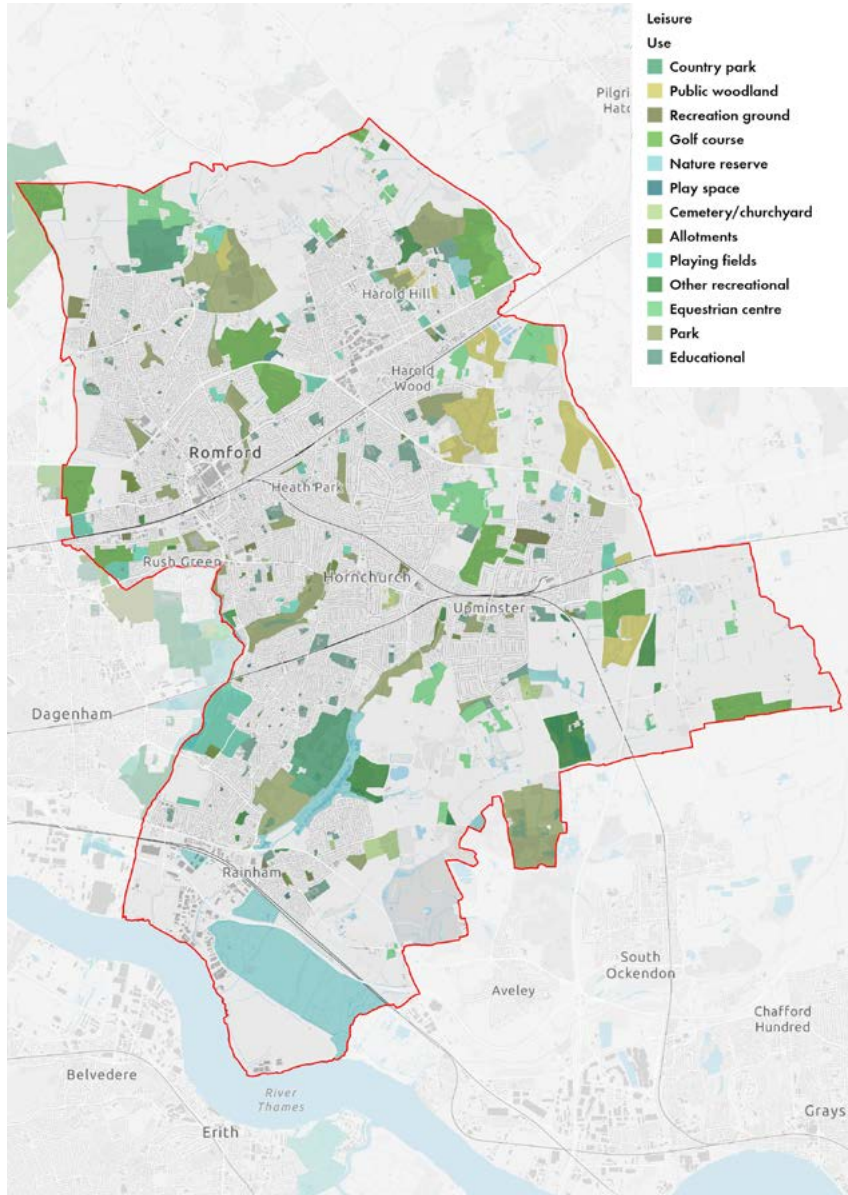 Leisure
Use
Country park
Public woodland
Recreation ground
Golf course
Nature reserve
Play space
Cemetery/churchyard
Allotments
Playing fields
Other recreational
Equestrian centre
Park
Educational
Harold Hill
Harold
Wood
Romford
Heath Park
Rush Green
Hornchurch
Upminster
Dagenham
Rainham
South
Ockendon
Aveley
Chafford
Hundred
Belvedere
River
Thames
Grays
Erith